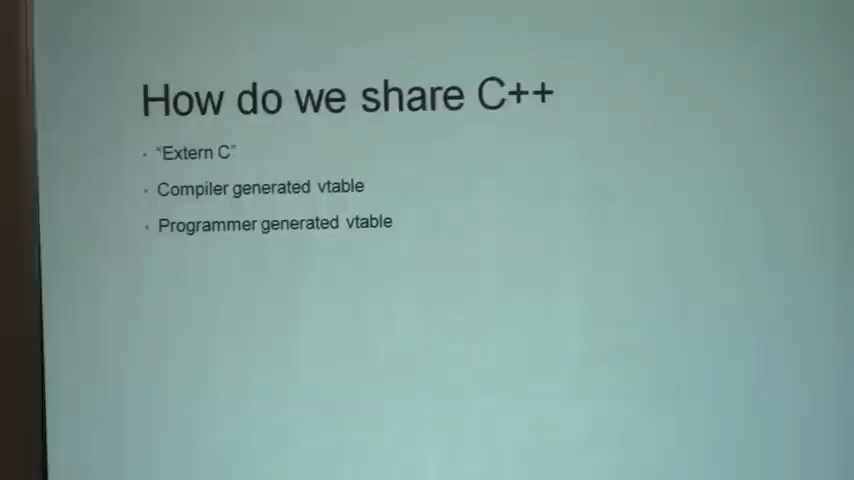 How do we share C++
· "Extern C"
· Compiler generated vtable
· Programmer generated vtable